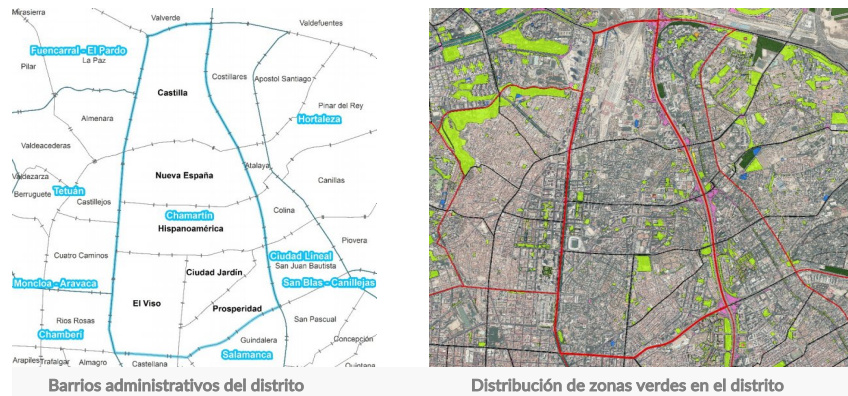 Mirasierra
Valverde
Valdefuentes
Fuencarral - El Pardo
La Paz
Pilar
Costillares
Apostol Santiago
Castilla
Pinar del Rey
Almenara
Hortaleza
Valdeacederas
Atalaya
Nueva España
Valdezarza
Canillas
Tetuán
Berruguete
Castillejos
Chamartín
Colina
Hispanoamérica
Piovera
Cuatro Caminos
Ciudad Lineal
Ciudad Jardín
San Juan Bautista
Moncloa - Aravaca
San Blas - Canillejas
El Viso
Prosperidad
Rios Rosas
San Pascual
Chamberí
Guindalera
Concepción
Arapiles
Trafalgar
Almagro
Castellana
Salamanca
Quintana
Barrios administrativos del distrito
Distribución de zonas verdes en el distrito